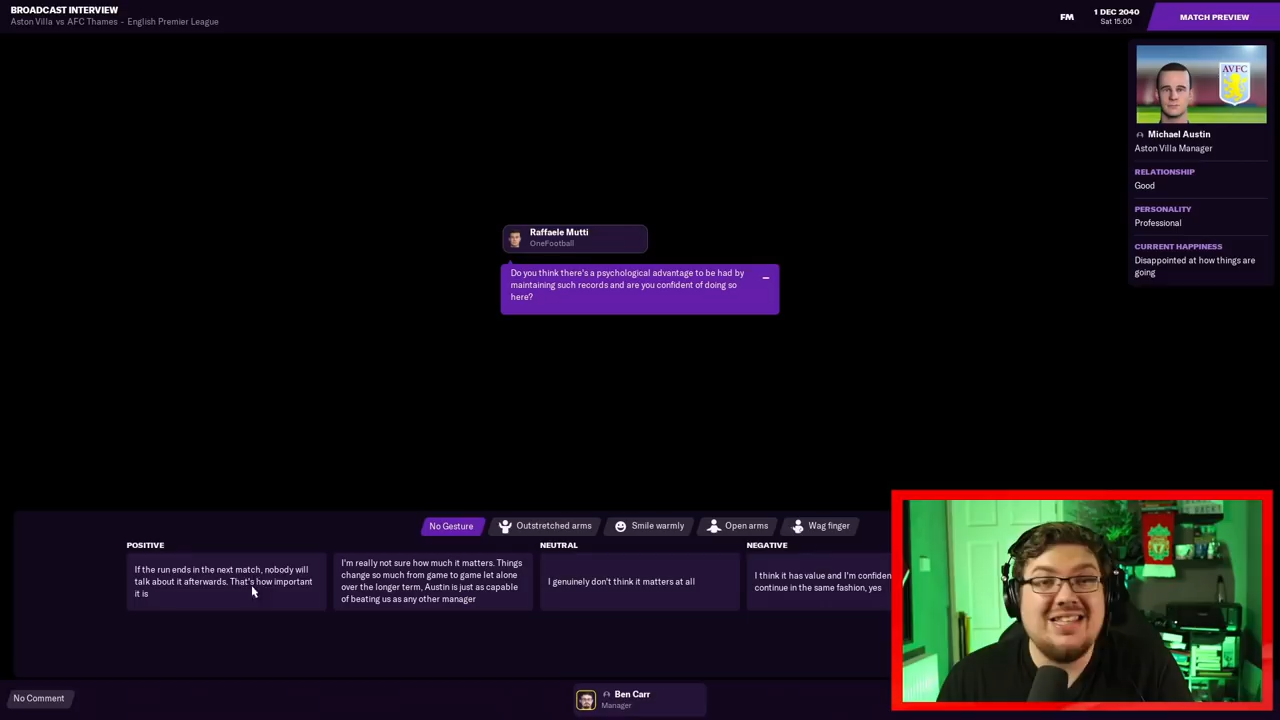 BROADCAST INTERVIEW
Aston Villa vs AFC Thames - English Premier League
FM
1 DEC 2040
Sat 15:00
MATCH PREVIEW
AVFC
Michael Austin
Aston Villa Manager
RELATIONSHIP
Good
PERSONALITY
Professional
CURRENT HAPPINESS
Disappointed at how things are
going
Raffaele Mutti
OneFootball
Do you think there's a psychological advantage to be had by
maintaining such records and are you confident of doing so
here?
No Gesture
Outstretched arms
Smile warmly
Open arms
Wag finger
POSITIVE
If the run ends in the next match, nobody will
talk about it afterwards. That's how important
it is
I'm really not sure how much it matters. Things
change so much from game to game let alone
over the longer term, Austin is just as capable
of beating us as any other manager
NEUTRAL
I genuinely don't think it matters at all
NEGATIVE
I think it has value and I'm confiden
continue in the same fashion, yes
No Comment
Ben Carr
Manager